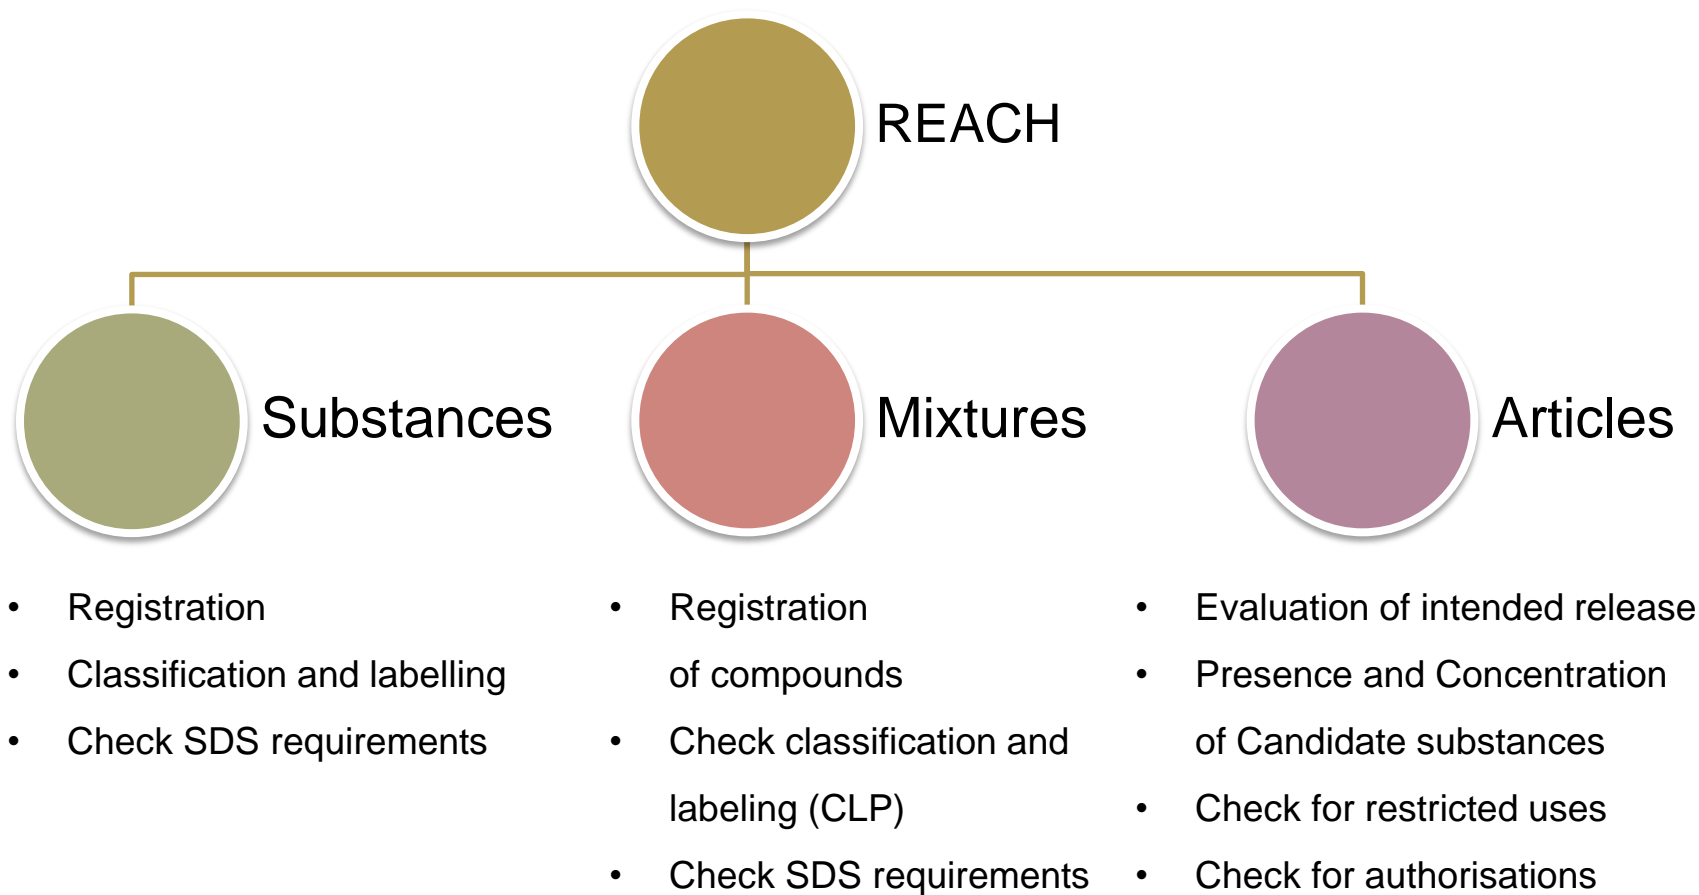 REACH
Substances
Mixtures
Articles
• Registration
• Classification and labelling
• Check SDS requirements
• Registration
of compounds
• Check classification and
labeling (CLP)
• Check SDS requirements
• Evaluation of intended release
• Presence and Concentration
of Candidate substances
• Check for restricted uses
• Check for authorisations